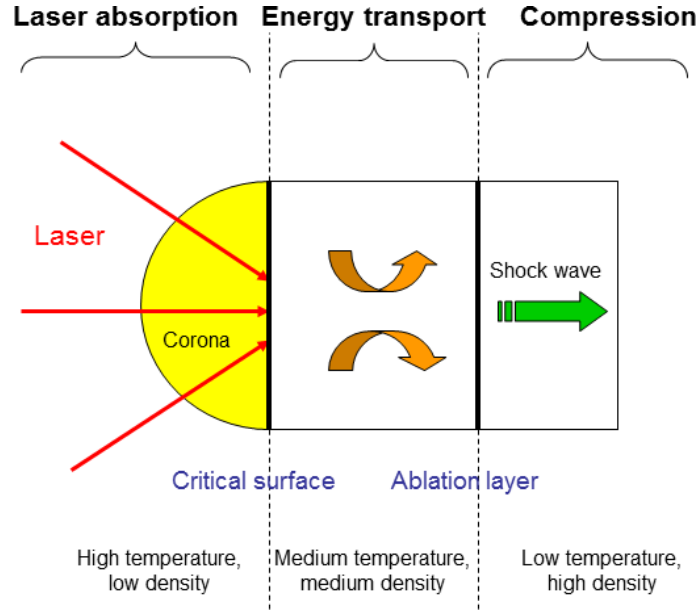 Laser absorption
Energy transport
Compression
Laser
Corona
Shock wave
Critical surface
Ablation layer
High temperature,
low density
Medium temperature,
medium density
Low temperature,
high density